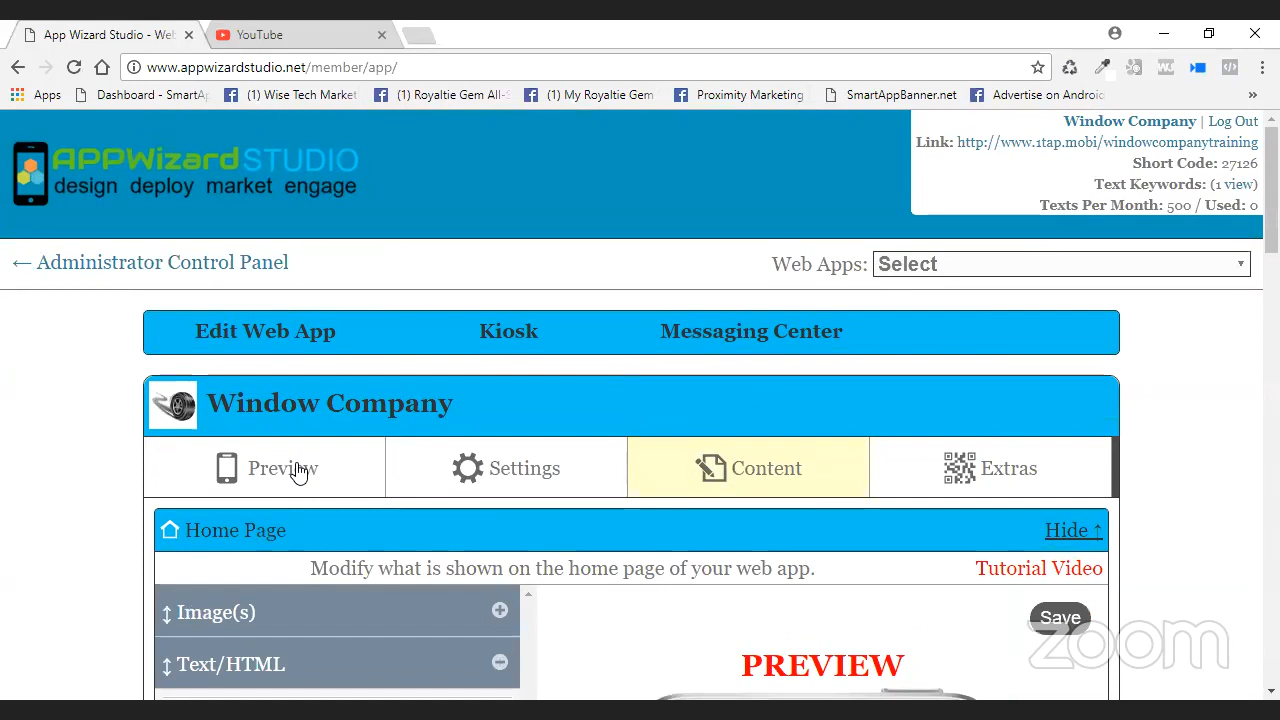 App Wizard Studio - Web
YouTube
www.appwizardstudio.net/member/app/
Apps
Dashboard - SmartA
(1) Wise Tech Market
(1) Royaltie Gem All-S
(1) My Royaltie Gem
Proximity Marketing
SmartAppBanner.net
Advertise on Android
»
APPWizard STUDIO
design deploy market engage
Window Company | Log Out
Link: http://www.1tap.mobi/windowcompanytraining
Short Code: 27126
Text Keywords: (1 view)
Texts Per Month: 500 / Used: 0
← Administrator Control Panel
Web Apps: Select
Edit Web App
Kiosk
Messaging Center
Window Company
Preview
Settings
Content
Extras
Home Page
Hide ↑
Modify what is shown on the home page of your web app.
Tutorial Video
Image(s)
Text/HTML
Save
PREVIEW
zoom